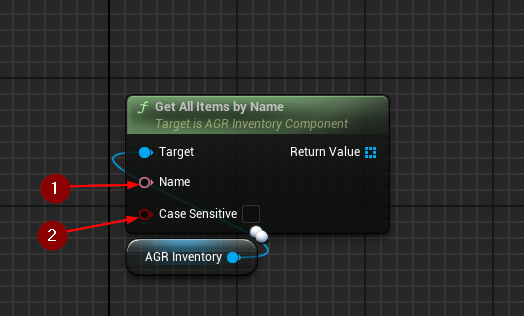 f Get All Items by Name
Target is AGR Inventory Component
Target Return Value
1 Name
2 Case Sensitive
AGR Inventory